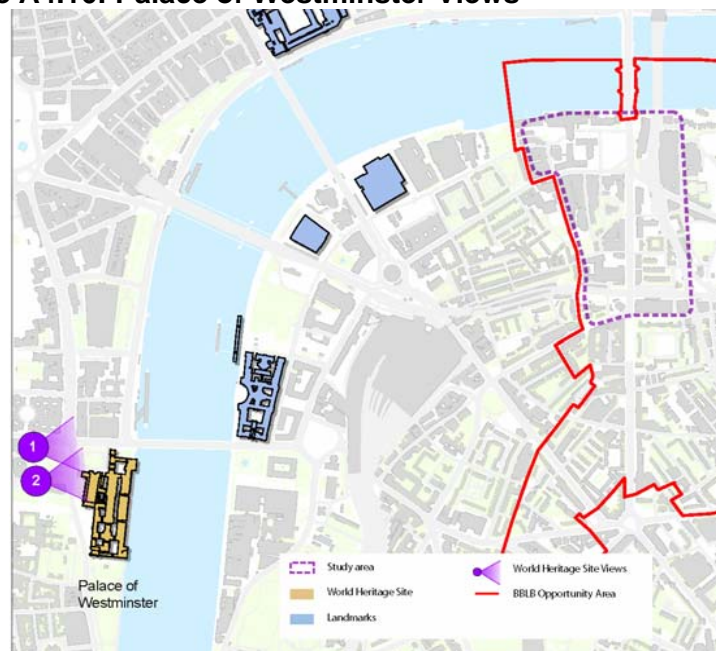 Palace of Westminster Views
1
2
Palace of
Westminster
Study area
World Heritage Site
Landmarks
World Heritage Site Views
BBLB Opportunity Area